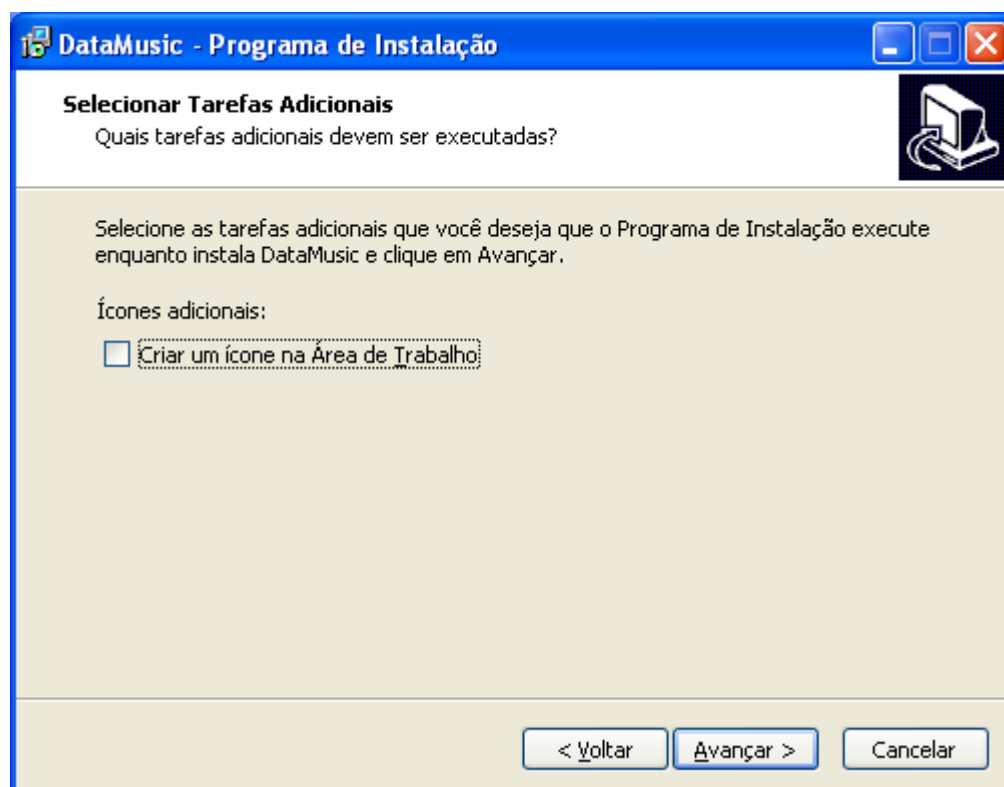 DataMusic - Programa de Instalação
Selecionar Tarefas Adicionais
Quais tarefas adicionais devem ser executadas?
Selecione as tarefas adicionais que você deseja que o Programa de Instalação execute
enquanto instala DataMusic e clique em Avançar.
Ícones adicionais:
Criar um ícone na Área de Trabalho
< Voltar
Avançar >
Cancelar